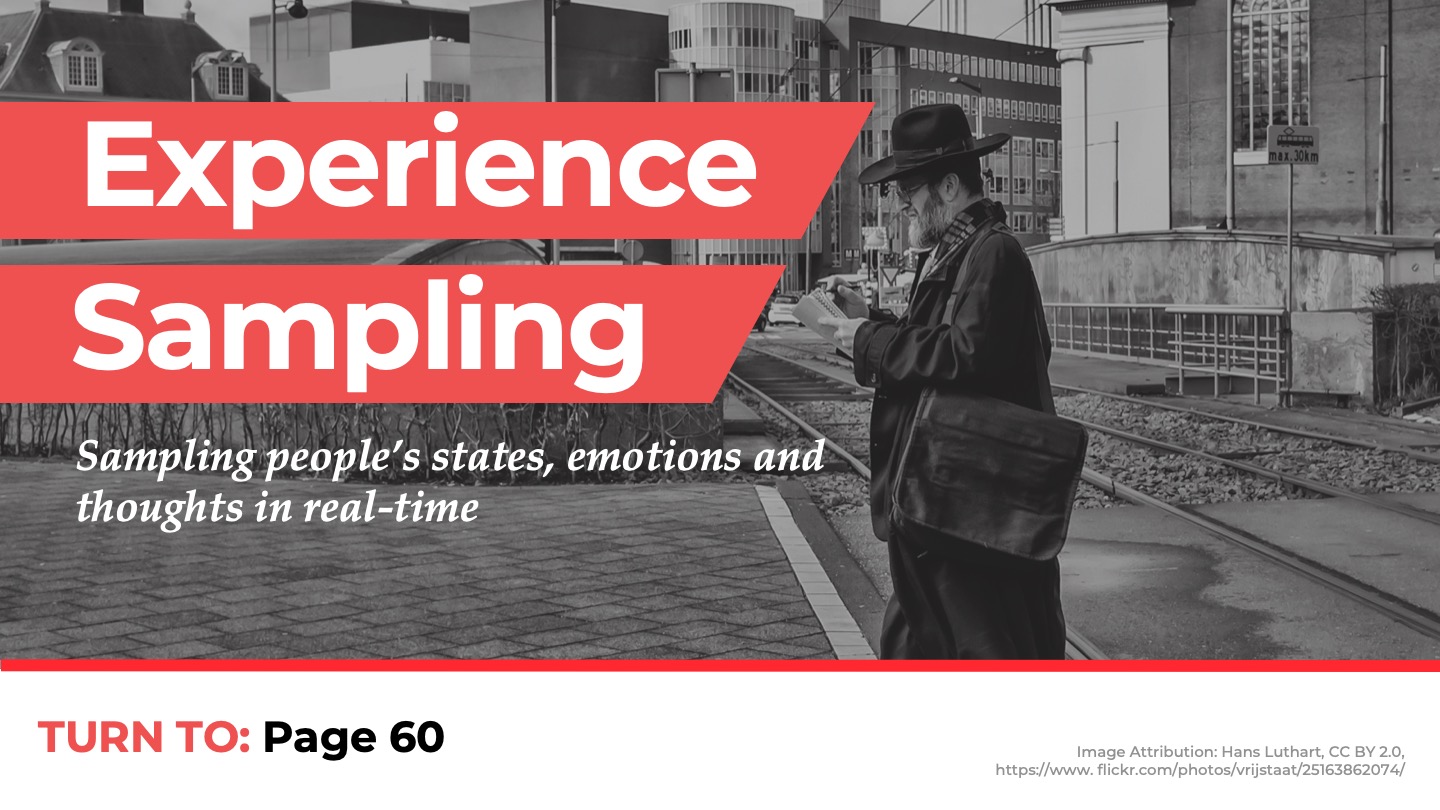 Experience
Sampling
Sampling people's states, emotions and
thoughts in real-time
max.30km
TURN TO: Page 60
Image Attribution: Hans Luthart, CC BY 2.0,
https://www. flickr.com/photos/vrijstaat/25163862074/